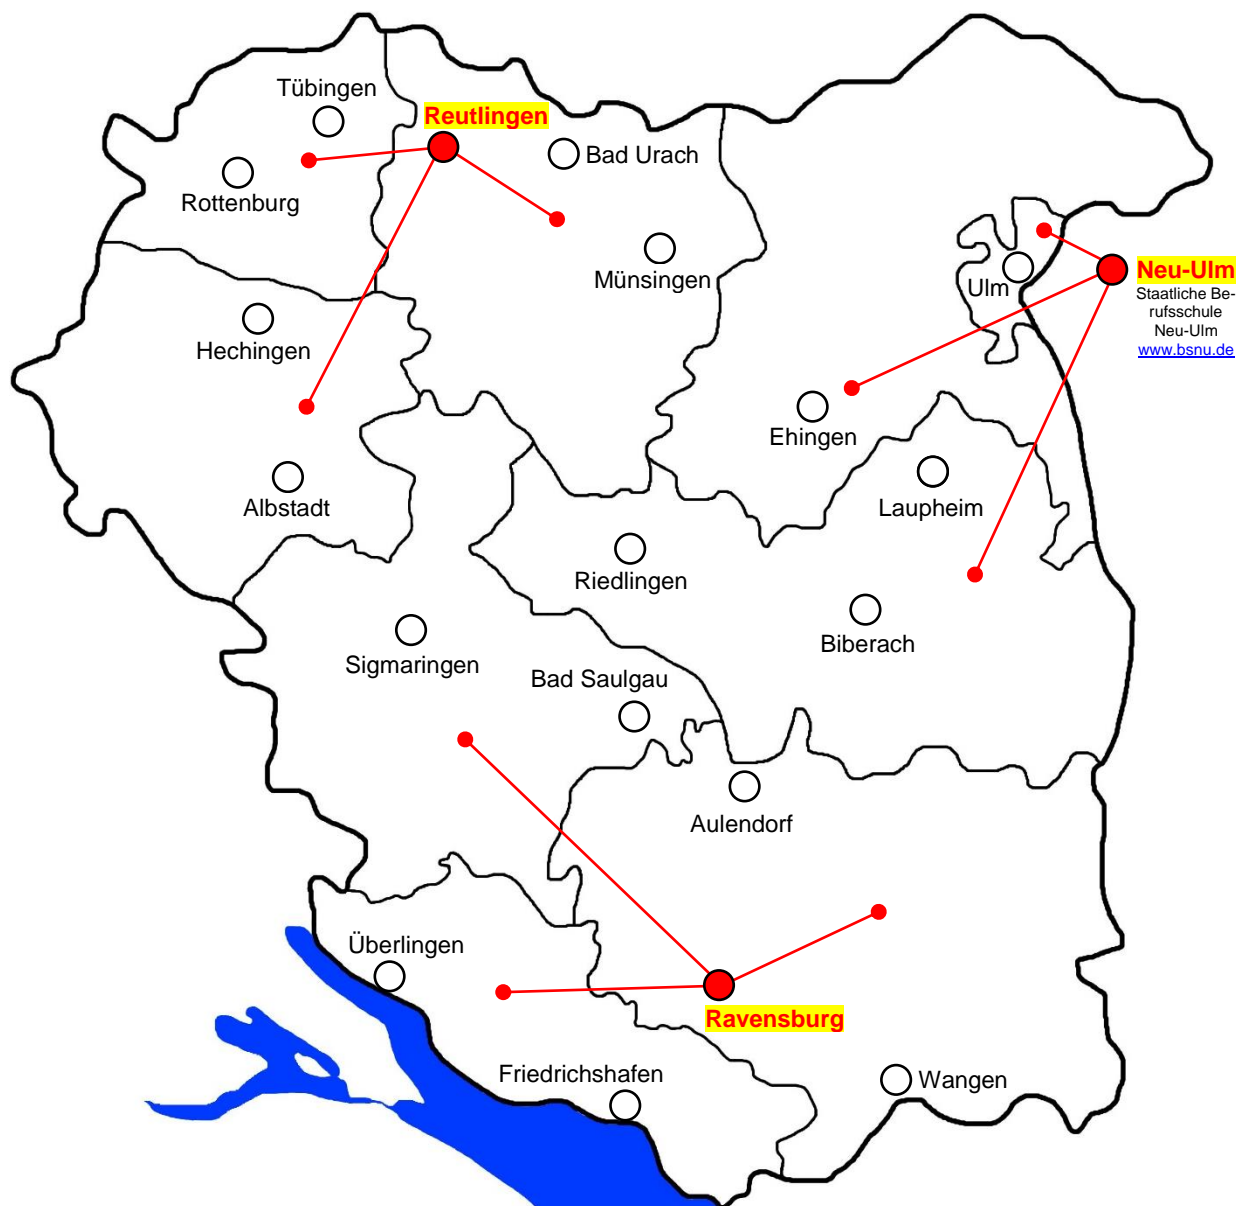 Tübingen
Reutlingen
Bad Urach
Rottenburg
Münsingen
Ulm
Neu-Ulm
Staatliche Be-
rufsschule
Neu-Ulm
www.bsnu.de
Hechingen
Ehingen
Albstadt
Laupheim
Riedlingen
Biberach
Sigmaringen
Bad Saulgau
Aulendorf
Überlingen
Ravensburg
Friedrichshafen
Wangen